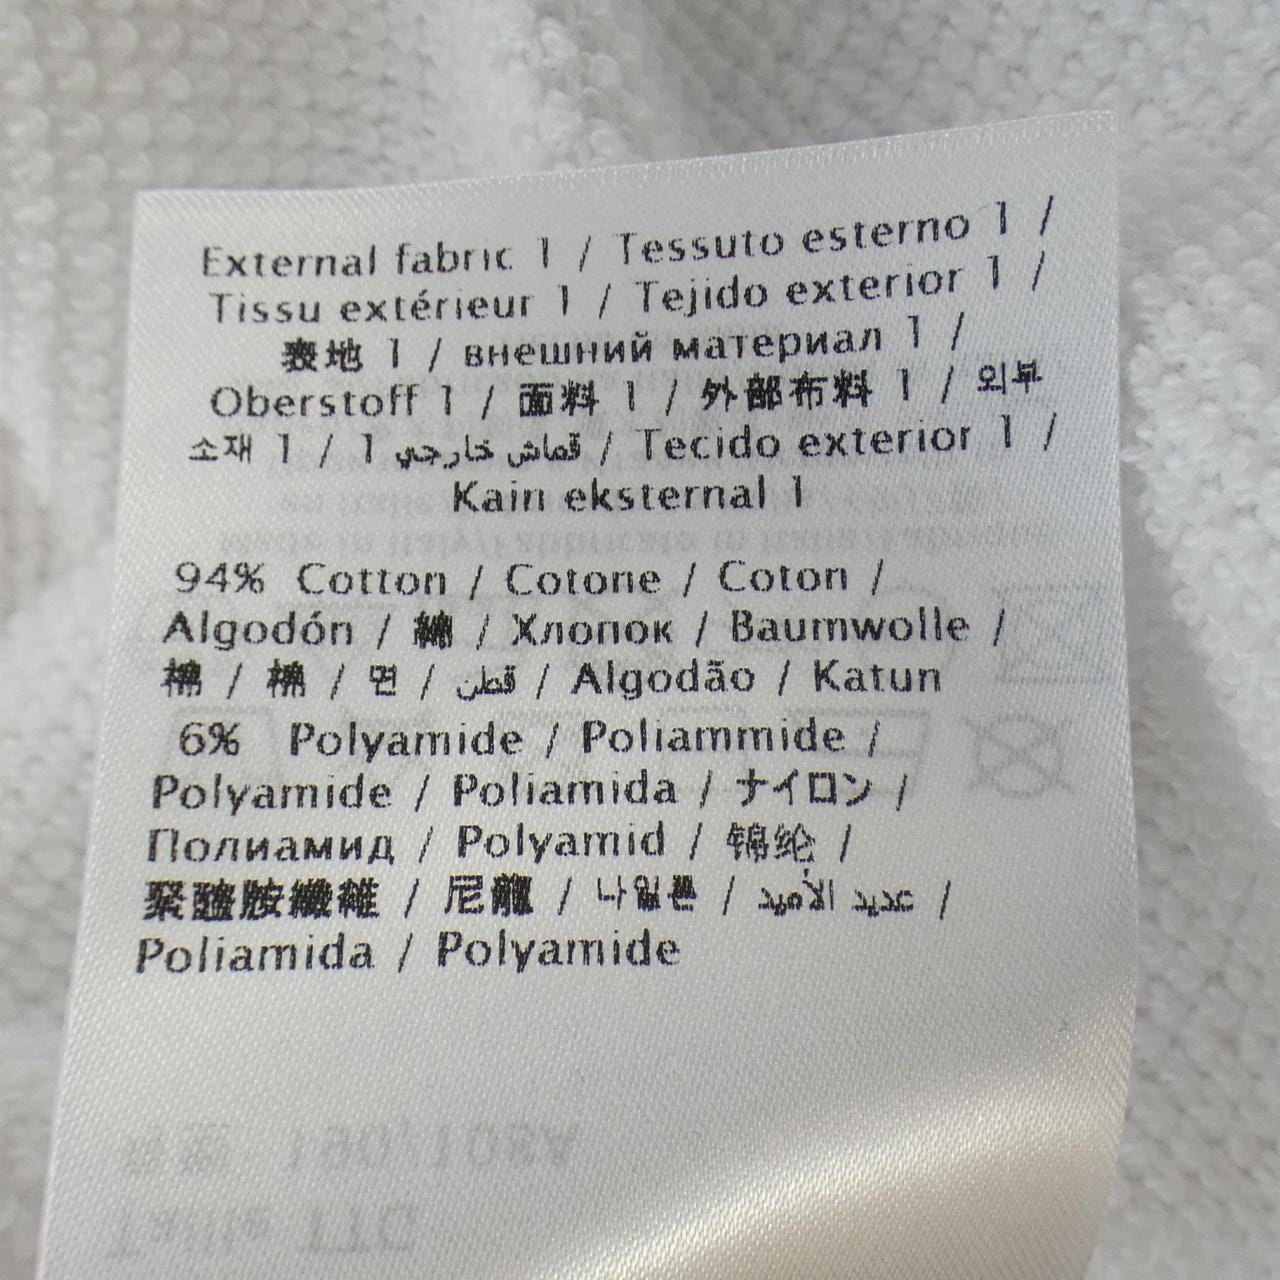 External fabric 1 / Tessuto esterno 1 /
Tissu extérieur 1 / Tejido exterior 1 /
表地 1 / внешний материал 1 /
Oberstoff 1 / 面料 1 / 外部布料 1 / 외부
소재 1 / 1 قماش خارجي / Tecido exterior 1 /
Kain eksternal 1
94% Cotton / Cotone / Coton /
Algodón / 綿 / Хлопок / Baumwolle /
棉 / 棉 / 면 / قطن / Algodão / Katun
6% Polyamide / Poliammide /
Polyamide / Poliamida / ナイロン /
Полиамид / Polyamid / 锦纶 /
聚醯胺纖維 / 尼龍 / 나일론 / عديد الأميد /
Poliamida / Polyamide